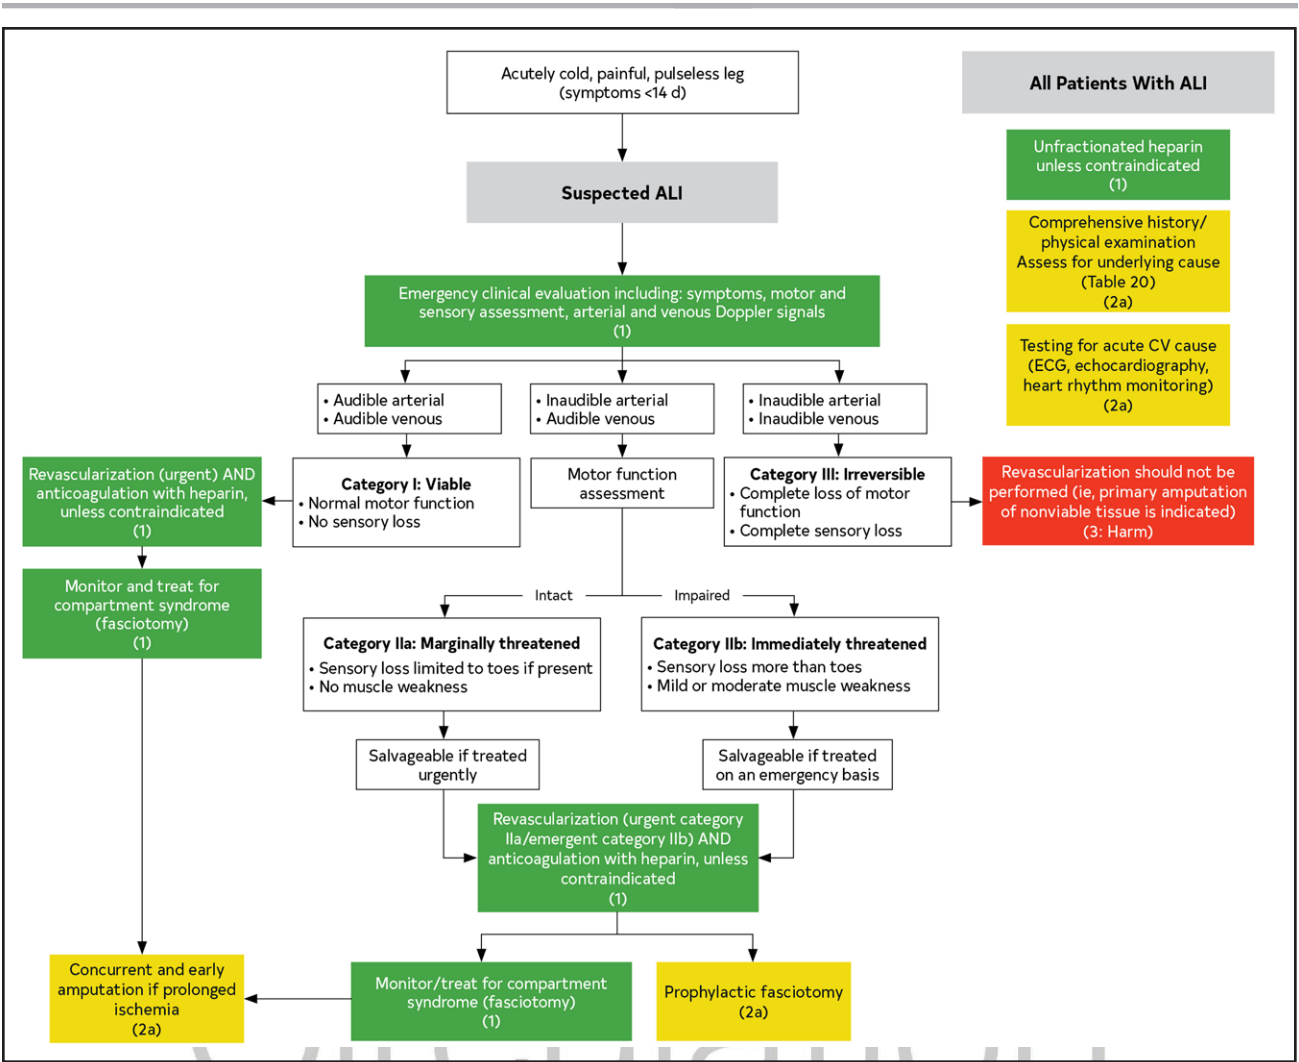 Acutely cold, painful, pulseless leg
(symptoms <14 d)
All Patients With ALI
Unfractionated heparin
unless contraindicated
(1)
Suspected ALI
Comprehensive history/
physical examination
Assess for underlying cause
(Table 20)
(2a)
Emergency clinical evaluation including: symptoms, motor and
sensory assessment, arterial and venous Doppler signals
(1)
Testing for acute CV cause
(ECG, echocardiography,
heart rhythm monitoring)
(2a)
• Audible arterial
• Audible venous
• Inaudible arterial
• Audible venous
• Inaudible arterial
• Inaudible venous
Revascularization (urgent) AND
anticoagulation with heparin,
unless contraindicated
(1)
Category I: Viable
• Normal motor function
• No sensory loss
Motor function
assessment
Category III: Irreversible
• Complete loss of motor
function
• Complete sensory loss
Revascularization should not be
performed (ie, primary amputation
of nonviable tissue is indicated)
(3: Harm)
Monitor and treat for
compartment syndrome
(fasciotomy)
(1)
Intact
Impaired
Category IIa: Marginally threatened
• Sensory loss limited to toes if present
• No muscle weakness
Category IIb: Immediately threatened
• Sensory loss more than toes
• Mild or moderate muscle weakness
Salvageable if treated
urgently
Salvageable if treated
on an emergency basis
Revascularization (urgent category
IIa/emergent category IIb) AND
anticoagulation with heparin, unless
contraindicated
(1)
Concurrent and early
amputation if prolonged
ischemia
(2a)
Monitor/treat for compartment
syndrome (fasciotomy)
(1)
Prophylactic fasciotomy
(2a)